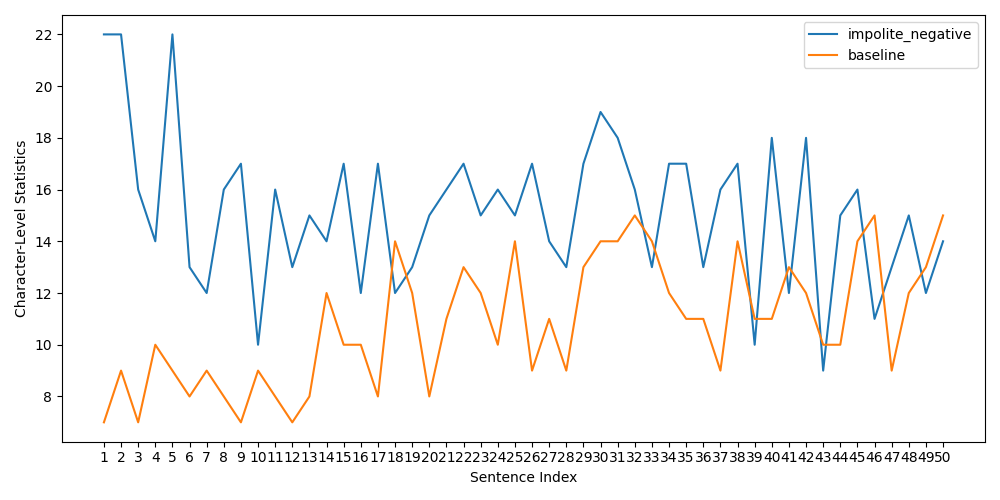 impolite_negative
baseline
Character-Level Statistics
22
20
18
16
14
12
10
8
1 2 3 4 5 6 7 8 9 10 11 12 13 14 15 16 17 18 19 20 21 22 23 24 25 26 27 28 29 30 31 32 33 34 35 36 37 38 39 40 41 42 43 44 45 46 47 48 49 50
Sentence Index